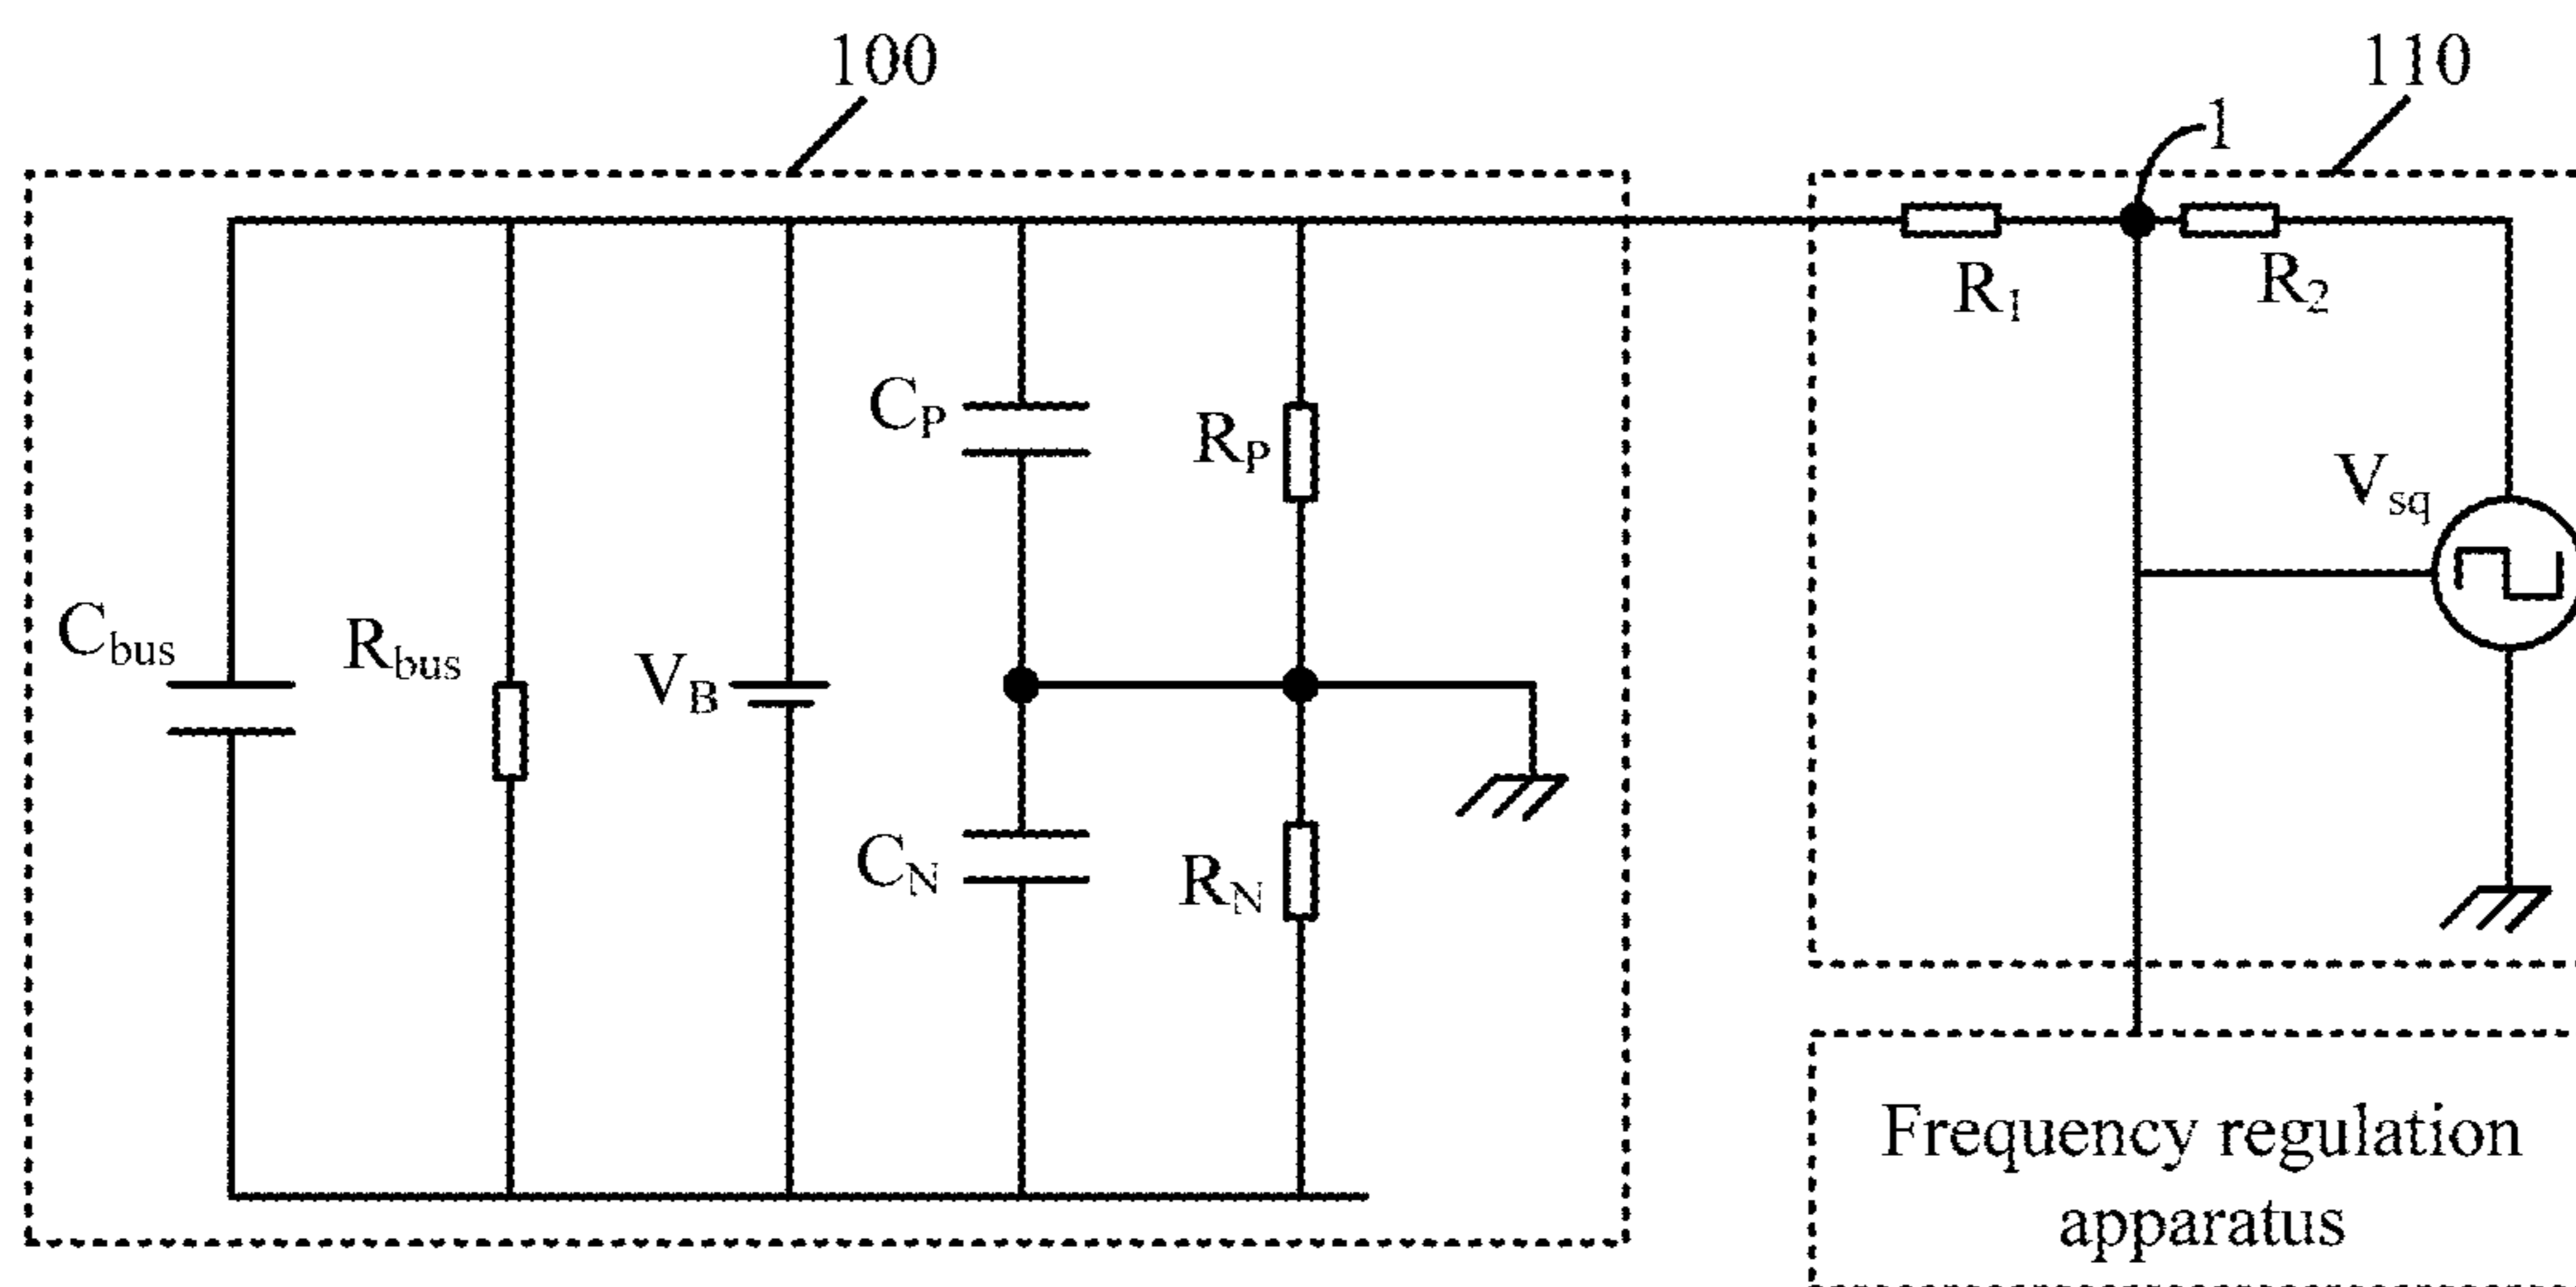 100
110
1
R1
R2
CP
RP
Vsq
Cbus
Rbus
VB
CN
RN
Frequency regulation
apparatus